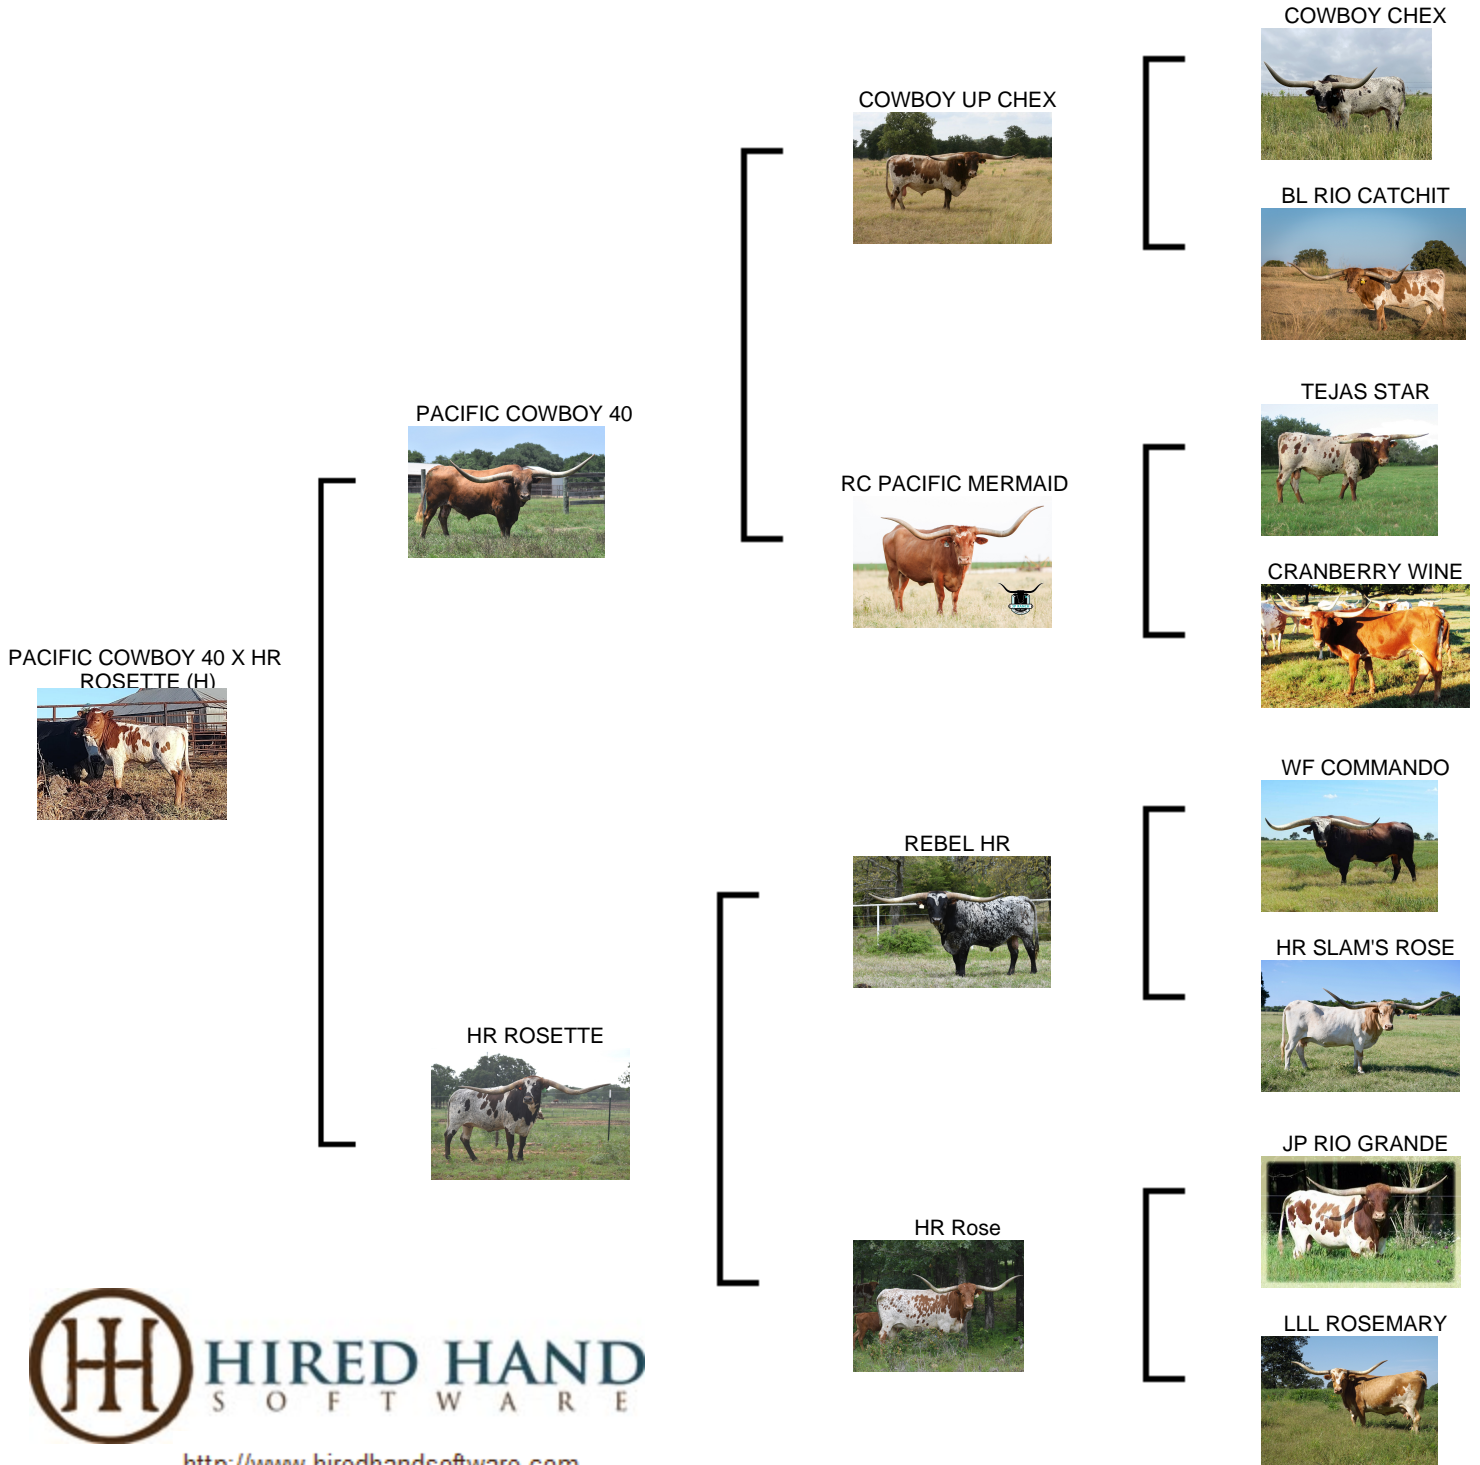 COWBOY CHEX
COWBOY UP CHEX
BL RIO CATCHIT
TEJAS STAR
PACIFIC COWBOY 40
RC PACIFIC MERMAID
CRANBERRY WINE
PACIFIC COWBOY 40 X HR
ROSETTE (H)
WF COMMANDO
REBEL HR
HR SLAM'S ROSE
HR ROSETTE
JP RIO GRANDE
HR Rose
LLL ROSEMARY
HH HIRED HAND
SOFTWARE
http://www.hiredhandsoftware.com